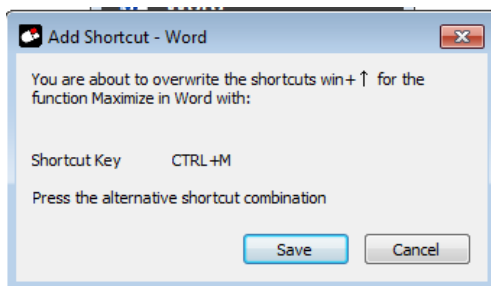 Add Shortcut - Word
You are about to overwrite the shortcuts win+↑ for the
function Maximize in Word with:
Shortcut Key CTRL+M
Press the alternative shortcut combination
Save Cancel